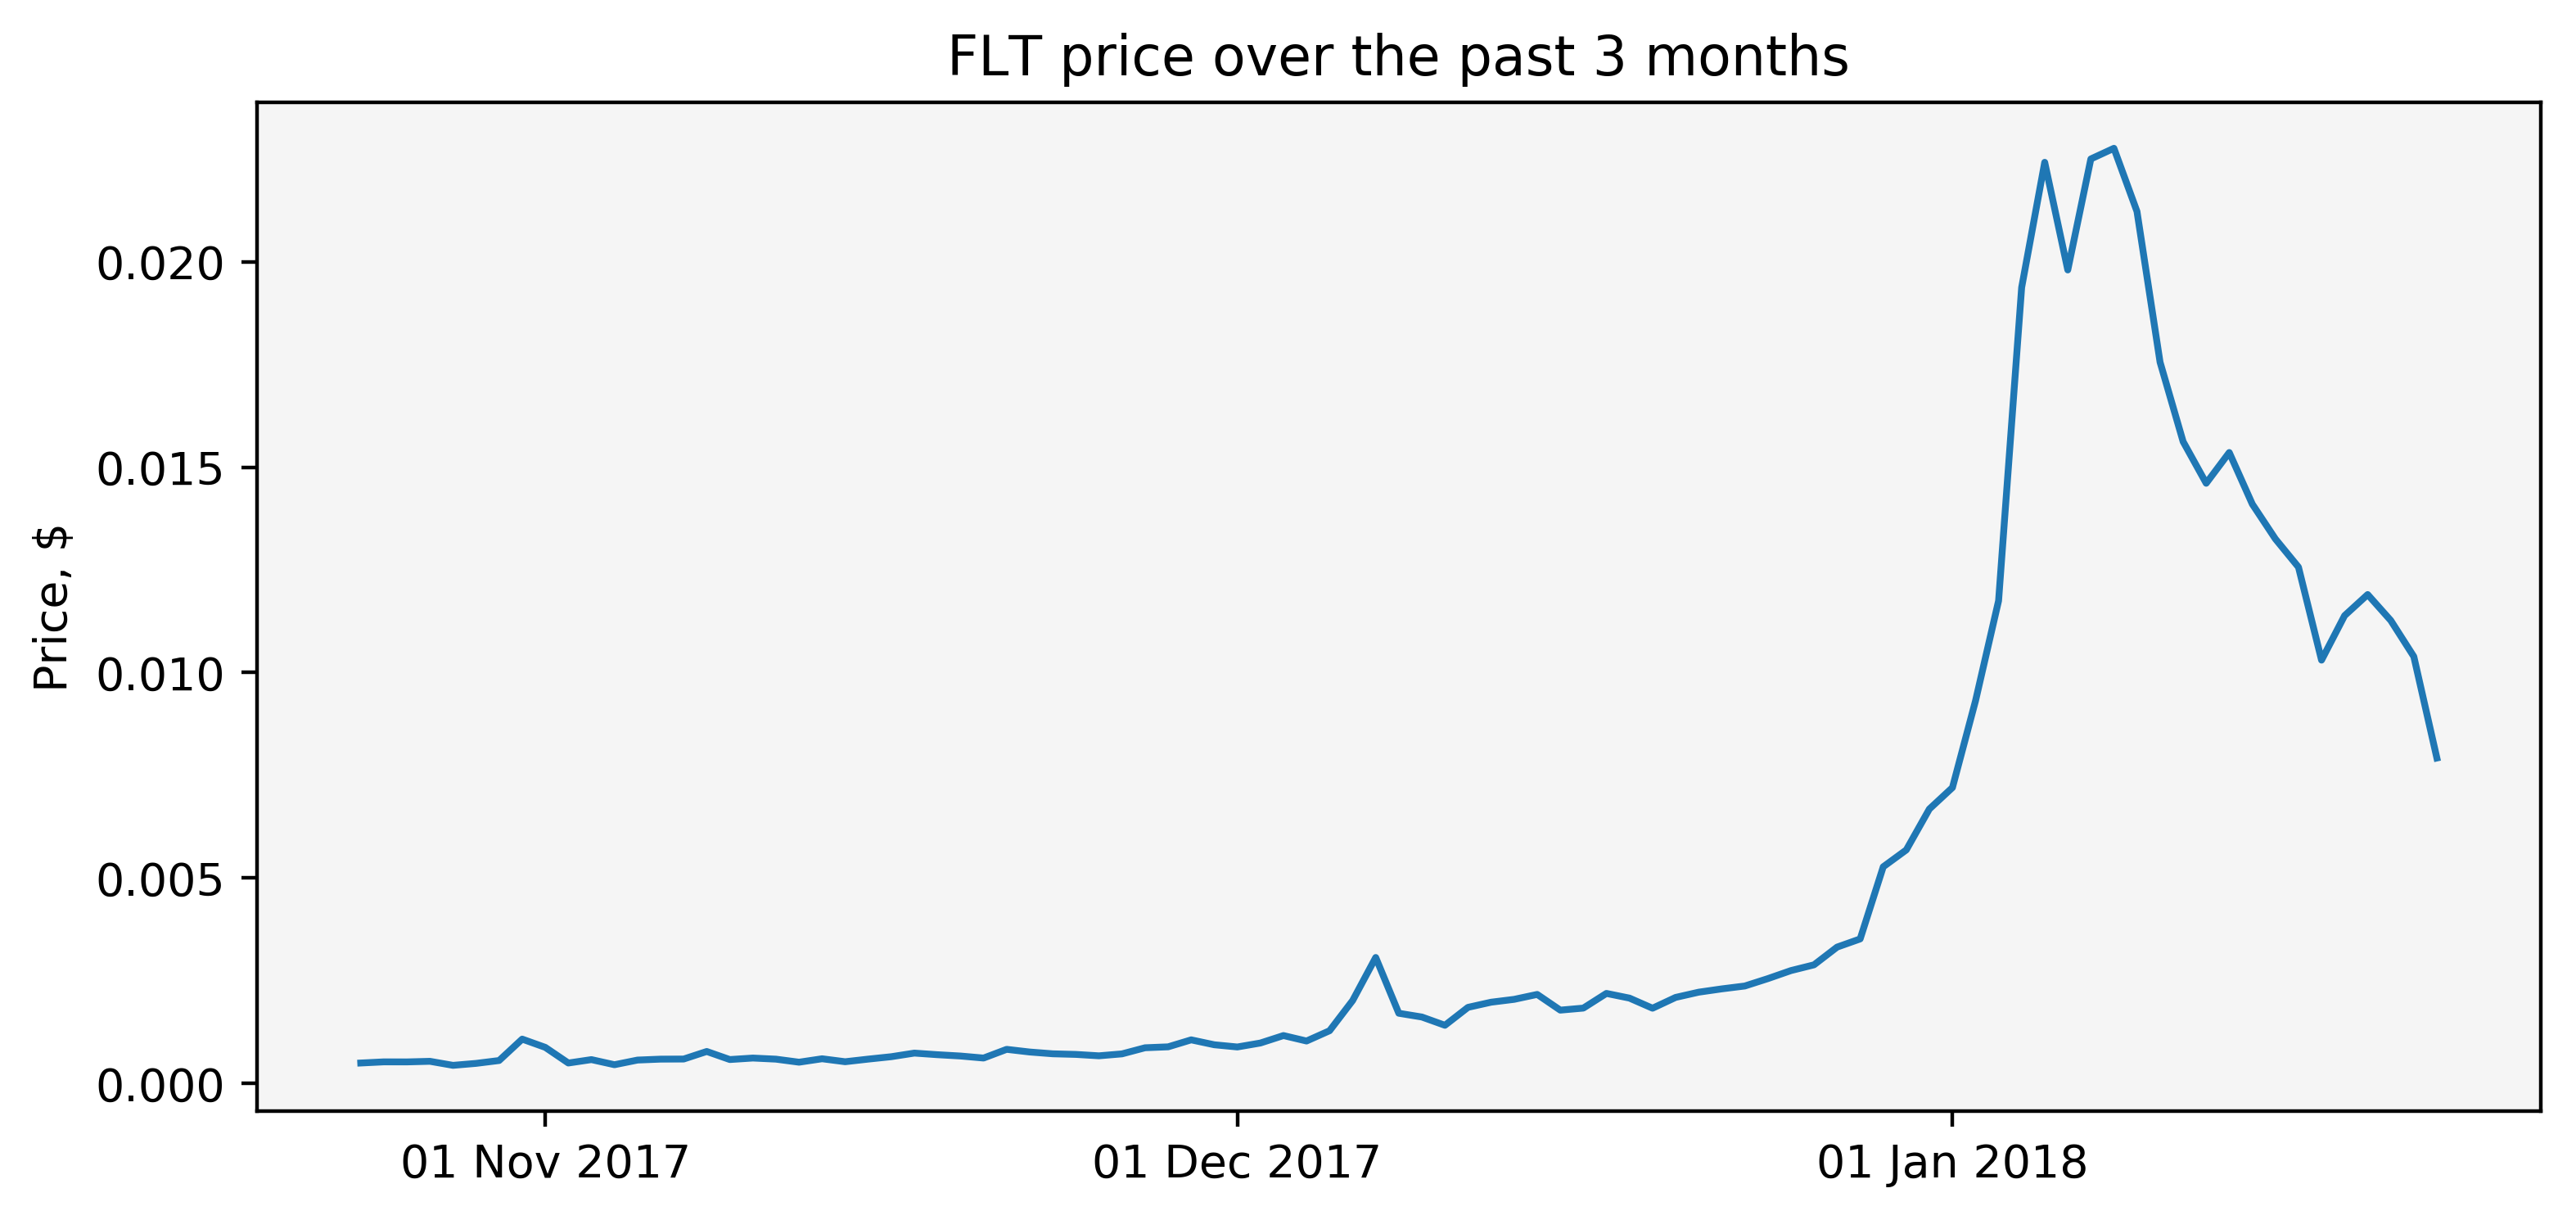 FLT price over the past 3 months
Price, $
0.020
0.015
0.010
0.005
0.000
01 Nov 2017
01 Dec 2017
01 Jan 2018